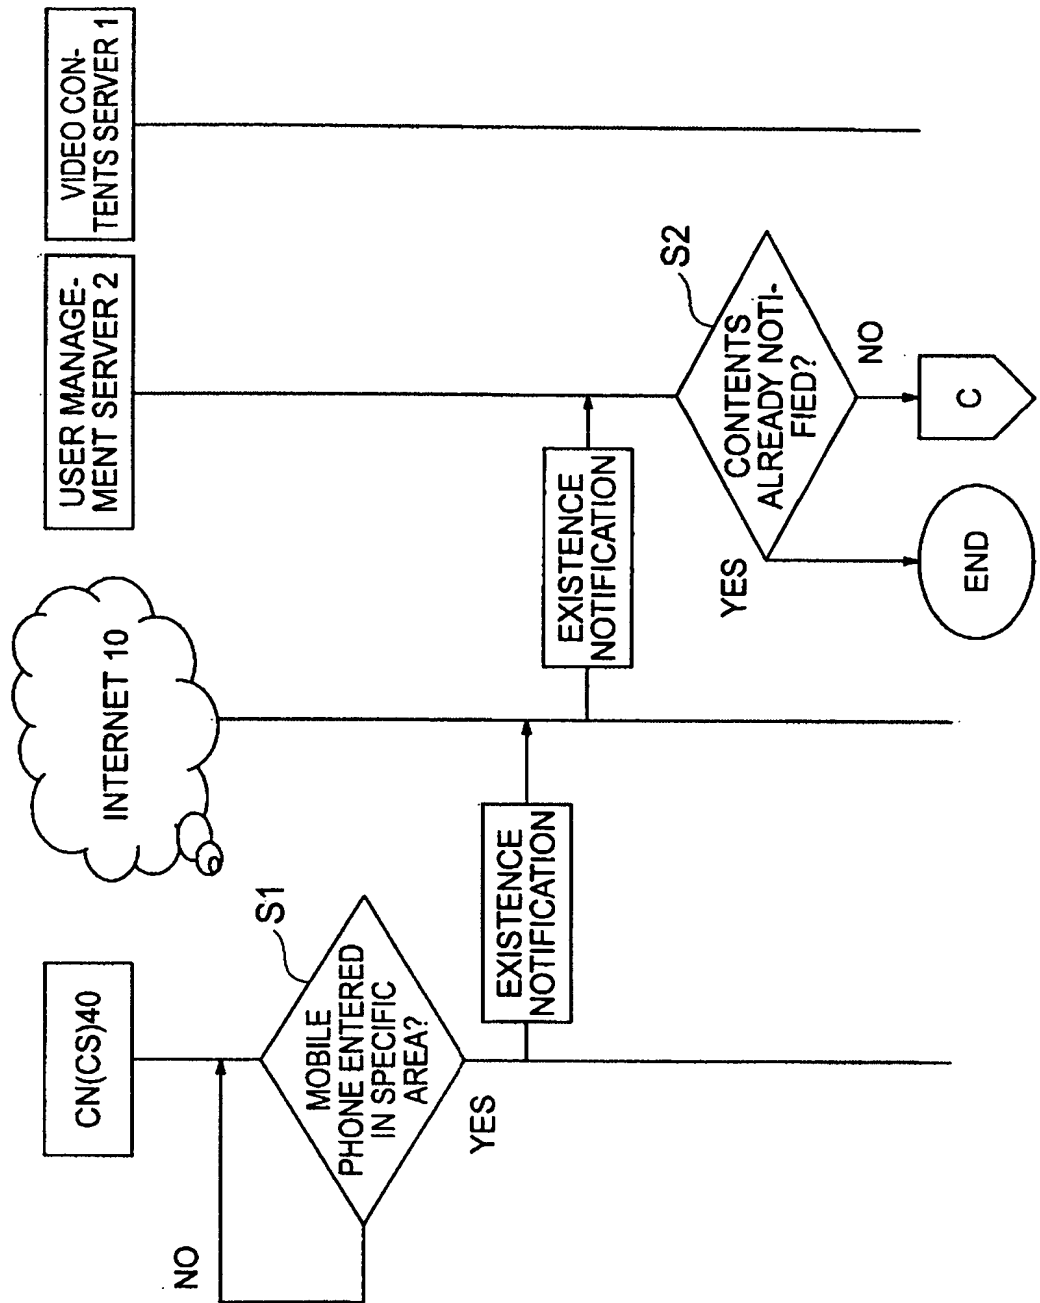 CN(CS)40
INTERNET 10
USER MANAGE-
MENT SERVER 2
VIDEO CON-
TENTS SERVER 1
NO
MOBILE
PHONE ENTERED
IN SPECIFIC
AREA?
S1
YES
EXISTENCE
NOTIFICATION
EXISTENCE
NOTIFICATION
S2
CONTENTS
ALREADY NOTI-
FIED?
YES
NO
END
C